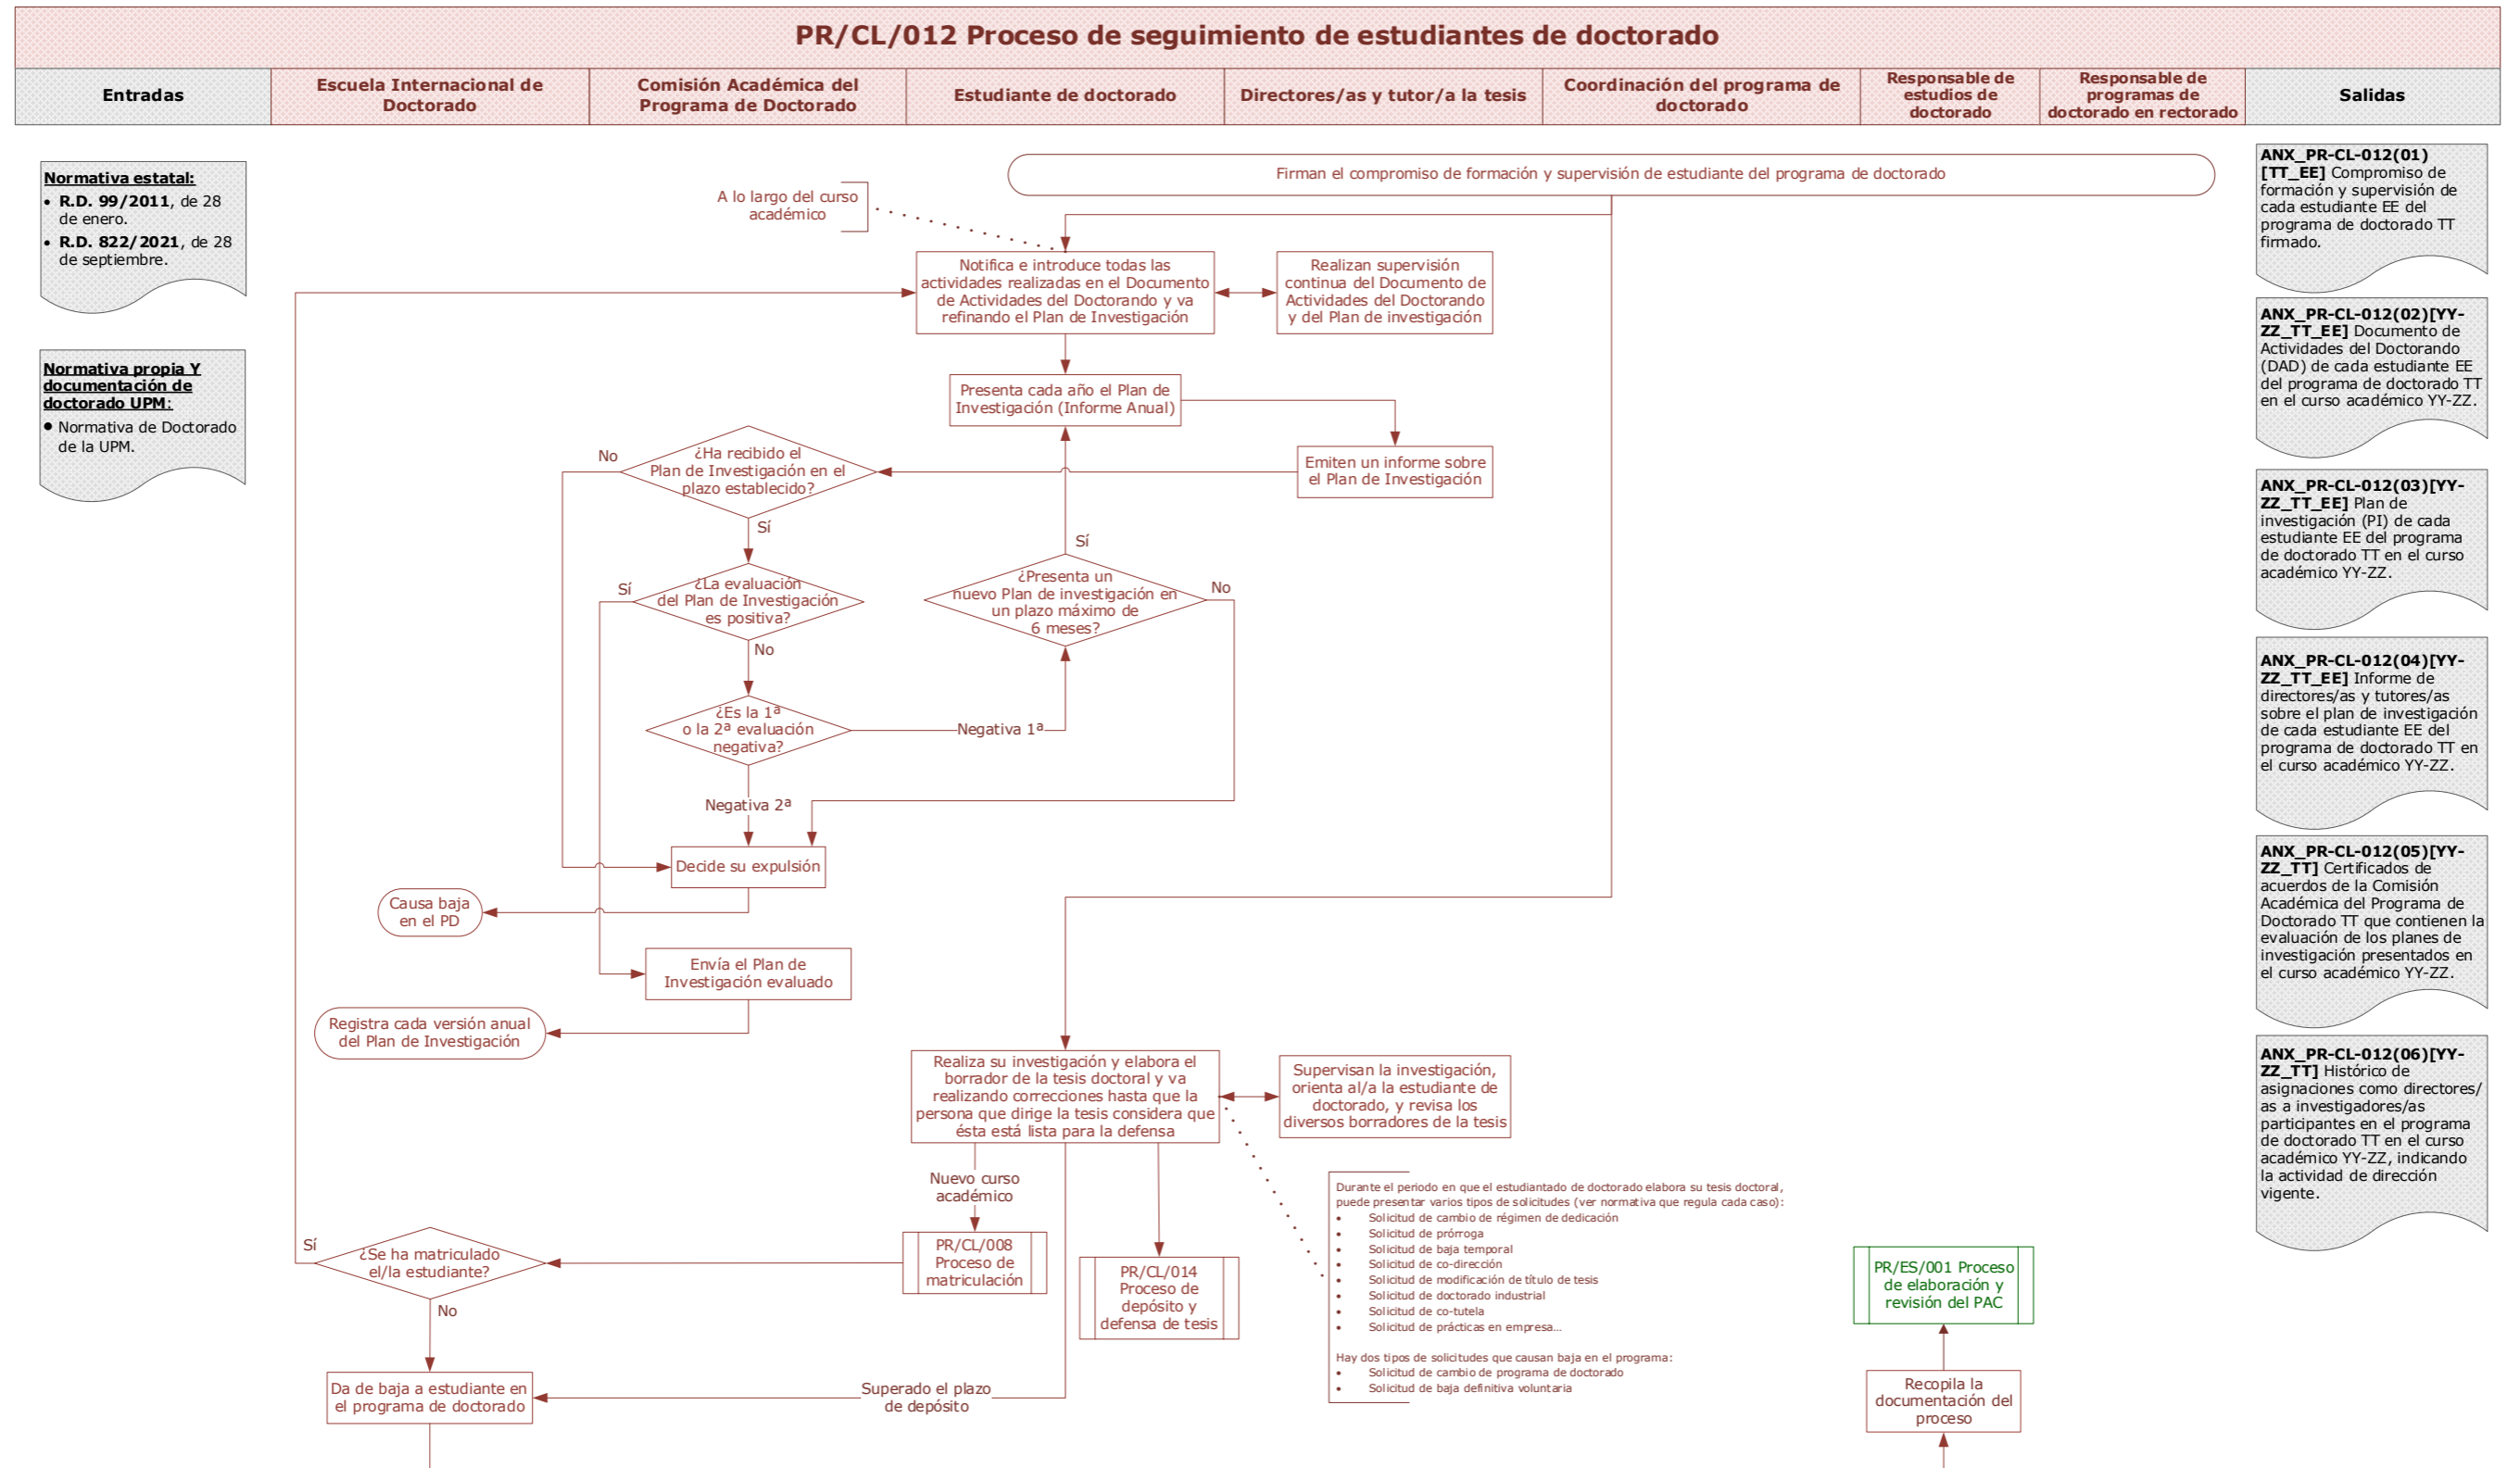 PR/CL/012 Proceso de seguimiento de estudiantes de doctorado
Entradas
Escuela Internacional de
Doctorado
Comisión Académica del
Programa de Doctorado
Estudiante de doctorado
Directores/as y tutor/a la tesis
Coordinación del programa de
doctorado
Responsable de
estudios de
doctorado
Responsable de
programas de
doctorado en rectorado
Salidas
Normativa estatal:
• R.D. 99/2011, de 28
de enero.
• R.D. 822/2021, de 28
de septiembre.
Normativa propia Y
documentación de
doctorado UPM:
• Normativa de Doctorado
de la UPM.
Firman el compromiso de formación y supervisión de estudiante del programa de doctorado
A lo largo del curso
académico
Notifica e introduce todas las
actividades realizadas en el Documento
de Actividades del Doctorando y va
refinando el Plan de Investigación
Realizan supervisión
continua del Documento de
Actividades del Doctorando
y del Plan de investigación
Presenta cada año el Plan de
Investigación (Informe Anual)
Emiten un informe sobre
el Plan de Investigación
No
¿Ha recibido el
Plan de Investigación en el
plazo establecido?
Sí
Sí
¿La evaluación
del Plan de Investigación
es positiva?
No
Sí
¿Presenta un
nuevo Plan de investigación en
un plazo máximo de
6 meses?
No
¿Es la 1ª
o la 2ª evaluación
negativa?
Negativa 1ª
Negativa 2ª
Decide su expulsión
Causa baja
en el PD
Envía el Plan de
Investigación evaluado
Registra cada versión anual
del Plan de Investigación
Realiza su investigación y elabora el
borrador de la tesis doctoral y va
realizando correcciones hasta que la
persona que dirige la tesis considera que
ésta está lista para la defensa
Supervisan la investigación,
orienta al/a la estudiante de
doctorado, y revisa los
diversos borradores de la tesis
Nuevo curso
académico
PR/CL/008
Proceso de
matriculación
PR/CL/014
Proceso de
depósito y
defensa de tesis
Sí
¿Se ha matriculado
el/la estudiante?
No
Da de baja a estudiante en
el programa de doctorado
Superado el plazo
de depósito
Durante el periodo en que el estudiantado de doctorado elabora su tesis doctoral,
puede presentar varios tipos de solicitudes (ver normativa que regula cada caso):
• Solicitud de cambio de régimen de dedicación
• Solicitud de prórroga
• Solicitud de baja temporal
• Solicitud de co-dirección
• Solicitud de modificación de título de tesis
• Solicitud de doctorado industrial
• Solicitud de co-tutela
• Solicitud de prácticas en empresa…
Hay dos tipos de solicitudes que causan baja en el programa:
• Solicitud de cambio de programa de doctorado
• Solicitud de baja definitiva voluntaria
PR/ES/001 Proceso
de elaboración y
revisión del PAC
Recopila la
documentación del
proceso
ANX_PR-CL-012(01)
[TT_EE] Compromiso de
formación y supervisión de
cada estudiante EE del
programa de doctorado TT
firmado.
ANX_PR-CL-012(02)[YY-
ZZ_TT_EE] Documento de
Actividades del Doctorando
(DAD) de cada estudiante EE
del programa de doctorado TT
en el curso académico YY-ZZ.
ANX_PR-CL-012(03)[YY-
ZZ_TT_EE] Plan de
investigación (PI) de cada
estudiante EE del programa
de doctorado TT en el curso
académico YY-ZZ.
ANX_PR-CL-012(04)[YY-
ZZ_TT_EE] Informe de
directores/as y tutores/as
sobre el plan de investigación
de cada estudiante EE del
programa de doctorado TT en
el curso académico YY-ZZ.
ANX_PR-CL-012(05)[YY-
ZZ_TT] Certificados de
acuerdos de la Comisión
Académica del Programa de
Doctorado TT que contienen la
evaluación de los planes de
investigación presentados en
el curso académico YY-ZZ.
ANX_PR-CL-012(06)[YY-
ZZ_TT] Histórico de
asignaciones como directores/
as a investigadores/as
participantes en el programa
de doctorado TT en el curso
académico YY-ZZ, indicando
la actividad de dirección
vigente.